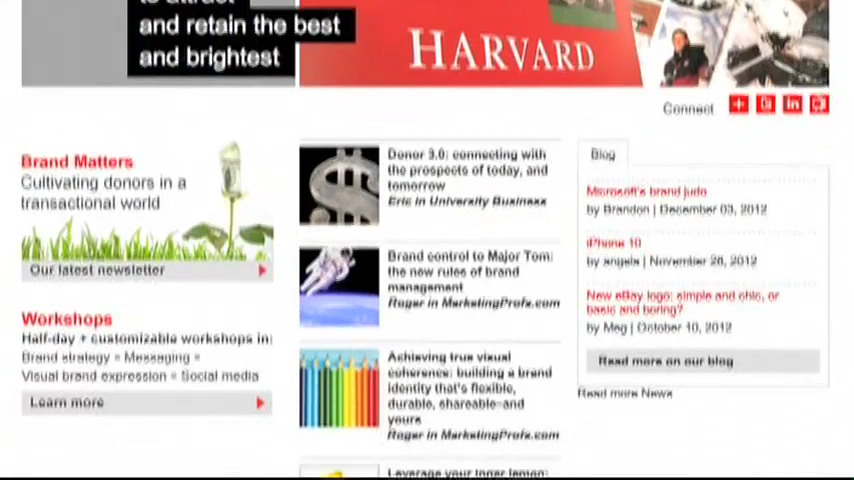 and retain the best
and brightest
HARVARD
Connect
Brand Matters
Cultivating donors in a
transactional world
Our latest newsletter
Workshops
Half-day + customizable workshops in:
Brand strategy • Messaging •
Visual brand expression • Social media
Learn more
Donor 3.0: connecting with
the prospects of today, and
tomorrow
Eric in University Business
Brand control to Major Tom:
the new rules of brand
management
Roger in MarketingProfs.com
Achieving true visual
coherence: building a brand
identity that's flexible,
durable, shareable–and
yours
Roger in MarketingProfs.com
Leverage your inner lemon:
Blog
Microsoft's brand judo
by Brandon | December 03, 2012
iPhone 10
by angela | November 26, 2012
New eBay logo: simple and chic, or
basic and boring?
by Meg | October 10, 2012
Read more on our blog
Read more News